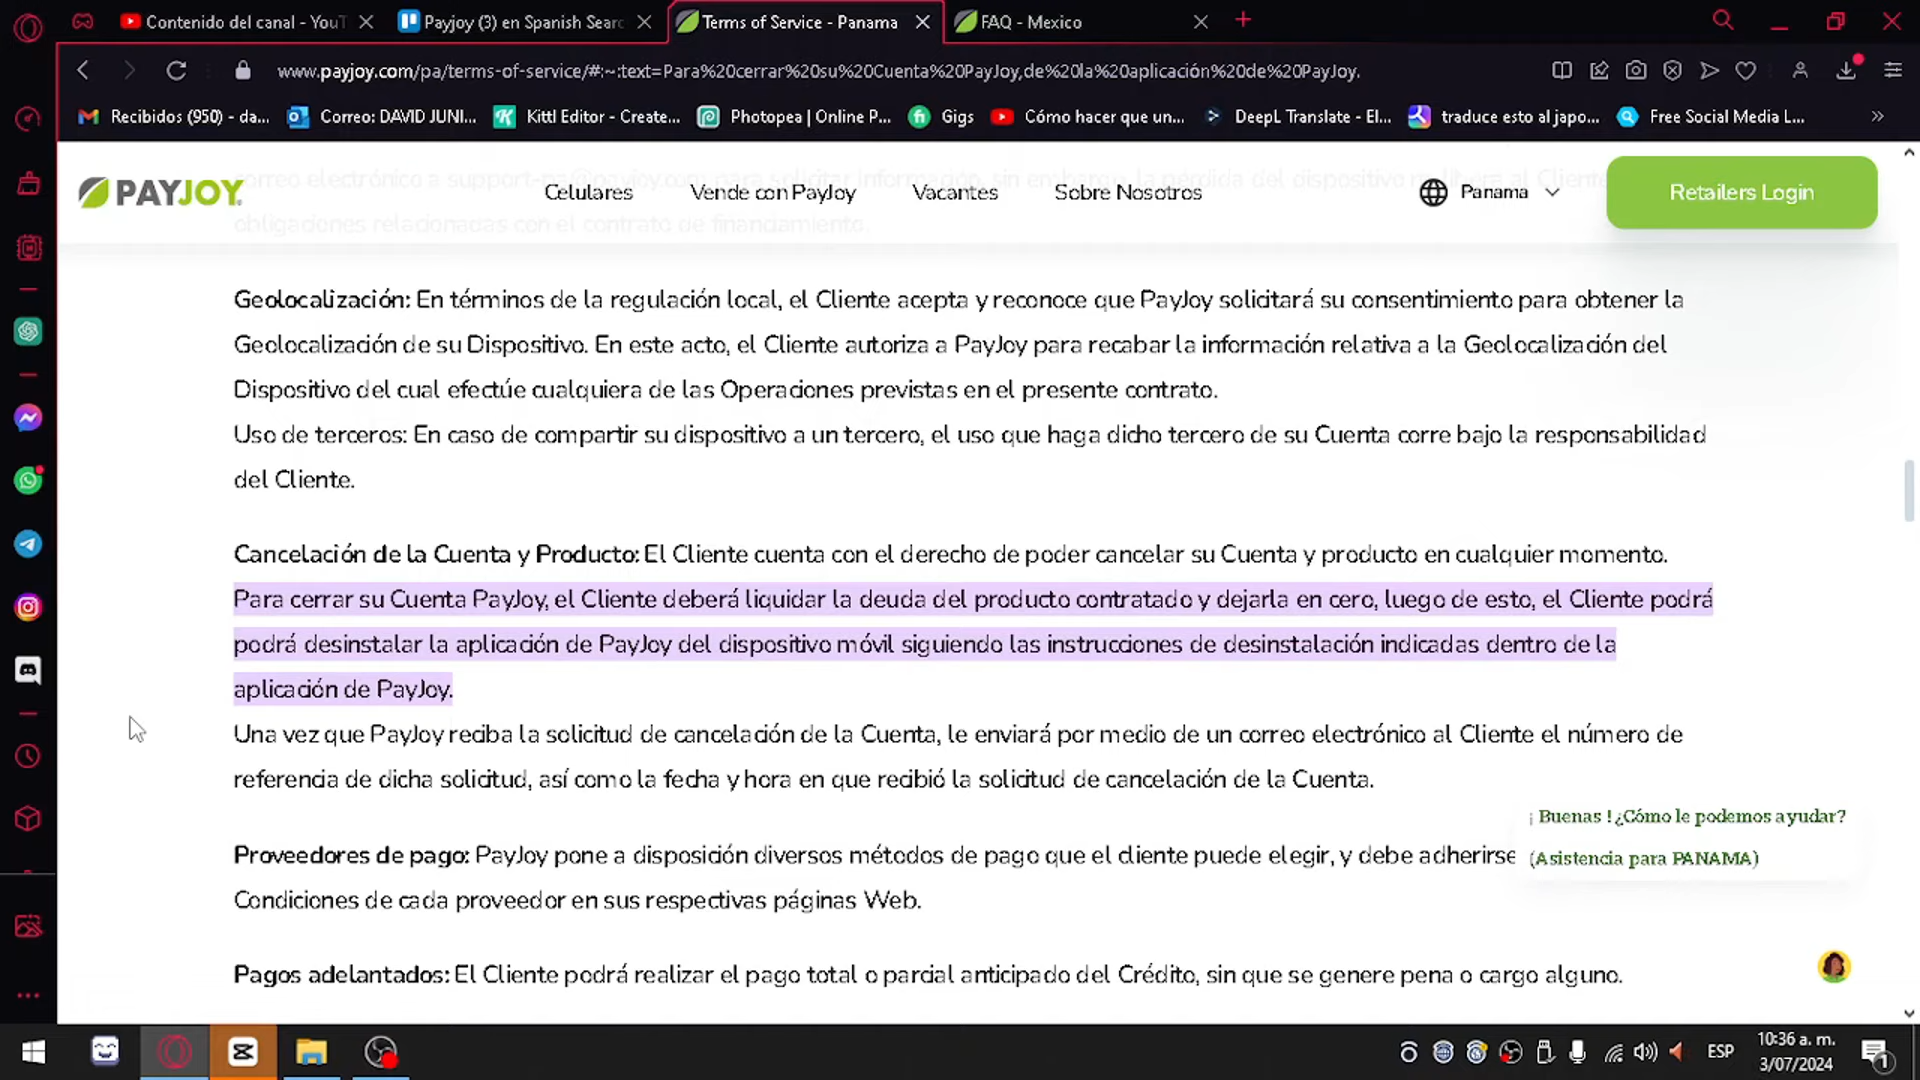 Contenido del canal - YouT
Payjoy (3) en Spanish Sear
Terms of Service - Panama
FAQ - Mexico
www.payjoy.com/pa/terms-of-service/#:~:text=Para%20cerrar%20su%20Cuenta%20PayJoy,de%20la%20aplicación%20de%20PayJoy.
Recibidos (950) - da...
Correo: DAVID JUNI...
Kittl Editor - Create...
Photopea | Online P...
Gigs
Cómo hacer que un...
DeepL Translate - El...
traduce esto al japo...
Free Social Media L...
PAYJOY
Celulares
Vende con PayJoy
Vacantes
Sobre Nosotros
Panama
Retailers Login
obligaciones relacionadas con el contrato de financiamiento.
Geolocalización: En términos de la regulación local, el Cliente acepta y reconoce que PayJoy solicitará su consentimiento para obtener la
Geolocalización de su Dispositivo. En este acto, el Cliente autoriza a PayJoy para recabar la información relativa a la Geolocalización del
Dispositivo del cual efectúe cualquiera de las Operaciones previstas en el presente contrato.
Uso de terceros: En caso de compartir su dispositivo a un tercero, el uso que haga dicho tercero de su Cuenta corre bajo la responsabilidad
del Cliente.
Cancelación de la Cuenta y Producto: El Cliente cuenta con el derecho de poder cancelar su Cuenta y producto en cualquier momento.
Para cerrar su Cuenta PayJoy, el Cliente deberá liquidar la deuda del producto contratado y dejarla en cero, luego de esto, el Cliente podrá
podrá desinstalar la aplicación de PayJoy del dispositivo móvil siguiendo las instrucciones de desinstalación indicadas dentro de la
aplicación de PayJoy.
Una vez que PayJoy reciba la solicitud de cancelación de la Cuenta, le enviará por medio de un correo electrónico al Cliente el número de
referencia de dicha solicitud, así como la fecha y hora en que recibió la solicitud de cancelación de la Cuenta.
¡ Buenas ! ¿Cómo le podemos ayudar?
(Asistencia para PANAMA)
Proveedores de pago: PayJoy pone a disposición diversos métodos de pago que el cliente puede elegir, y debe adherirse
Condiciones de cada proveedor en sus respectivas páginas Web.
Pagos adelantados: El Cliente podrá realizar el pago total o parcial anticipado del Crédito, sin que se genere pena o cargo alguno.
ESP
10:36 a. m.
3/07/2024
1